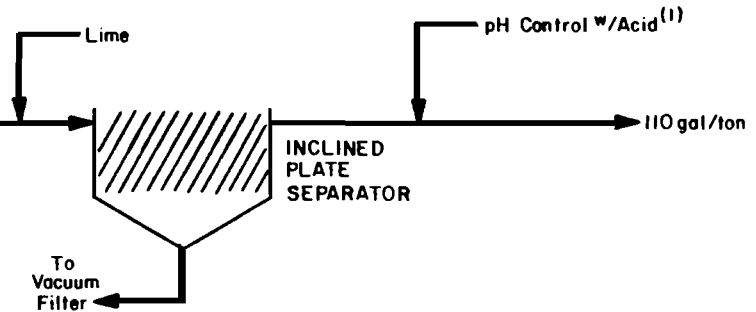 Lime
pH Control w/Acid(1)
110 gal/ton
INCLINED
PLATE
SEPARATOR
To
Vacuum
Filter